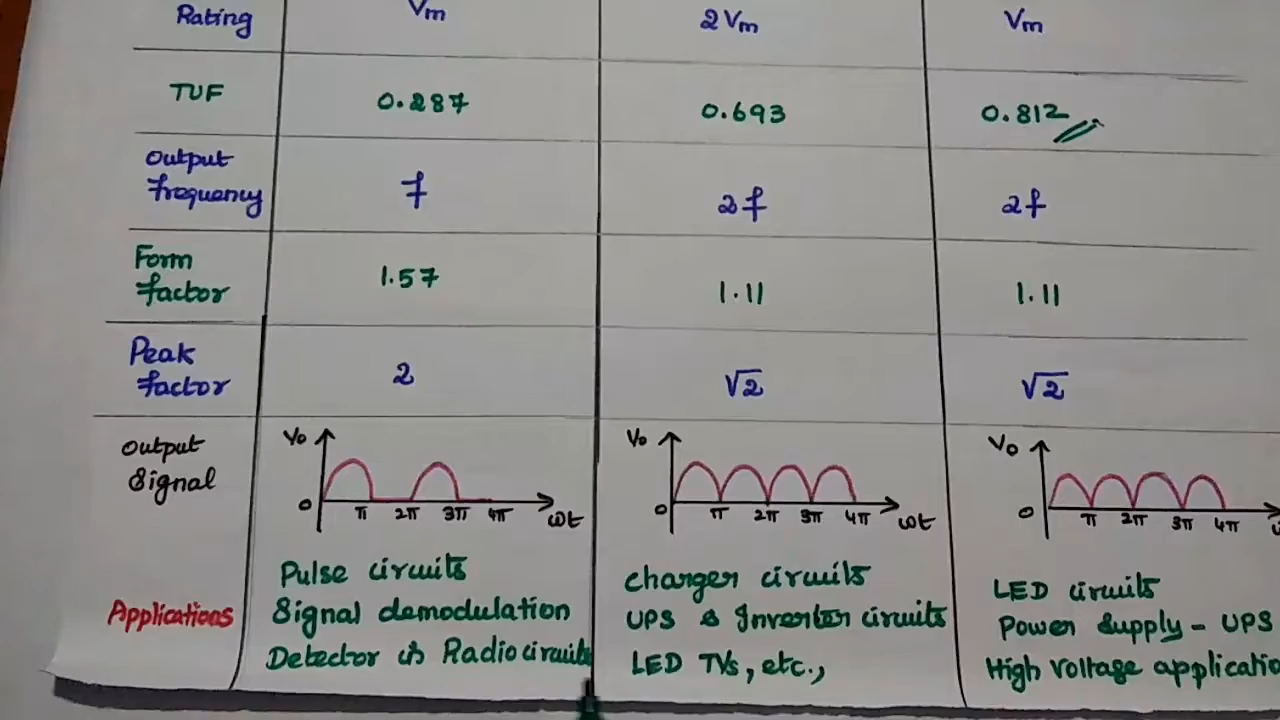 Rating Vm 2Vm Vm
TUF 0.287 0.693 0.812
Output
frequency f 2f 2f
Form
factor 1.57 1.11 1.11
Peak
factor 2 √2 √2
Output
Signal
Vo 0 π 2π 3π 4π ωt
Vo 0 π 2π 3π 4π ωt
Vo 0 π 2π 3π 4π
Applications
Pulse circuits
Signal demodulation
Detector in Radio circuits
Charger circuits
UPS & Inverter circuits
LED TVs, etc.,
LED circuits
Power Supply - UPS
High voltage applicatio